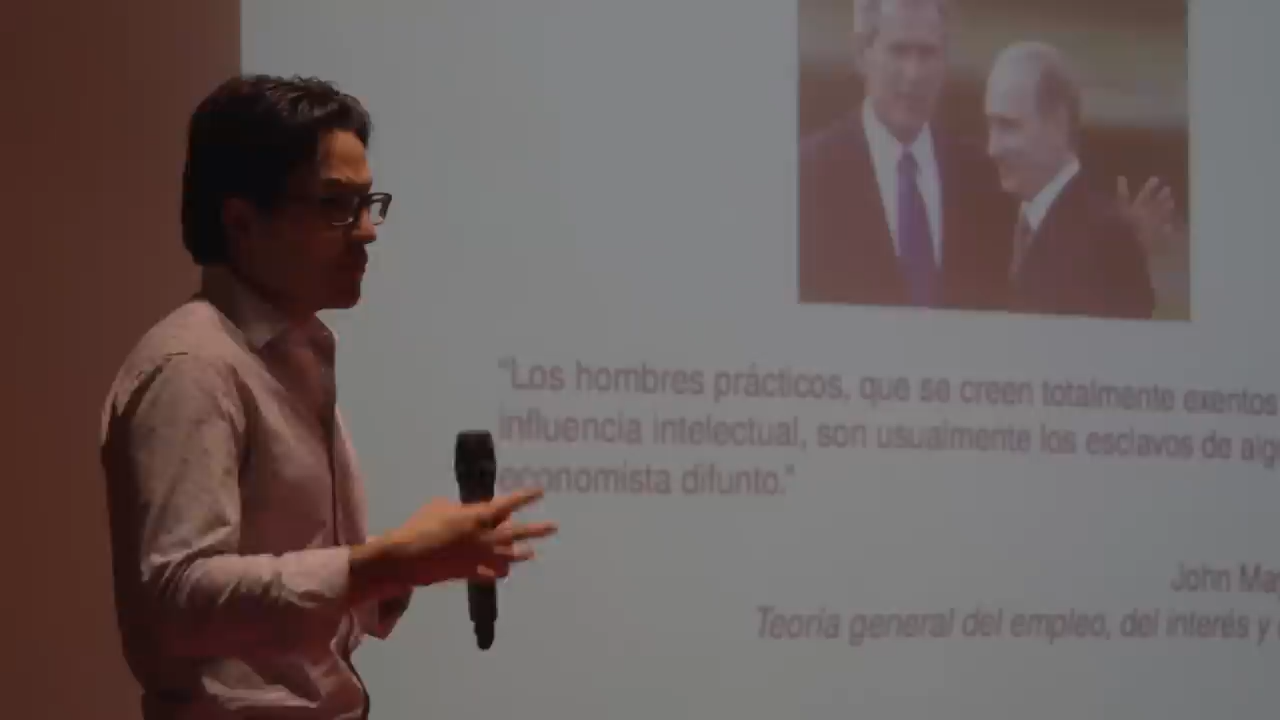 "Los hombres prácticos, que se creen totalmente exentos
influencia intelectual, son usualmente los esclavos de
economista difunto."
John
Teoría general del empleo, del interés y